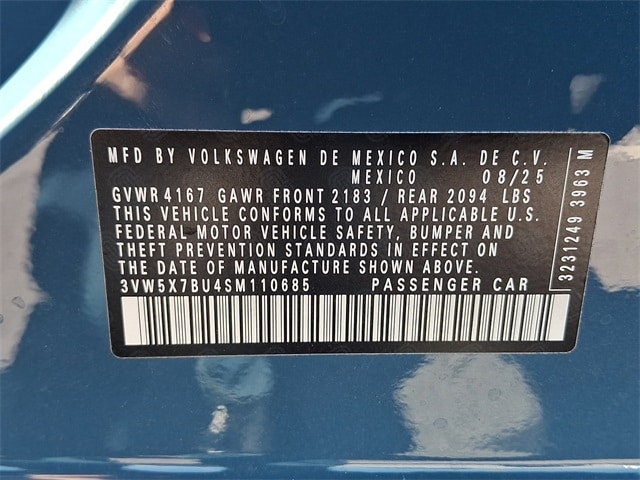 MFD BY VOLKSWAGEN DE MEXICO S.A. DE C.V.
MEXICO 08/25
GVWR 4167 GAWR FRONT 2183 / REAR 2094 LBS
THIS VEHICLE CONFORMS TO ALL APPLICABLE U.S.
FEDERAL MOTOR VEHICLE SAFETY, BUMPER AND
THEFT PREVENTION STANDARDS IN EFFECT ON
THE DATE OF MANUFACTURE SHOWN ABOVE.
3VW5X7BU4SM110685 PASSENGER CAR
3231249 3963 M